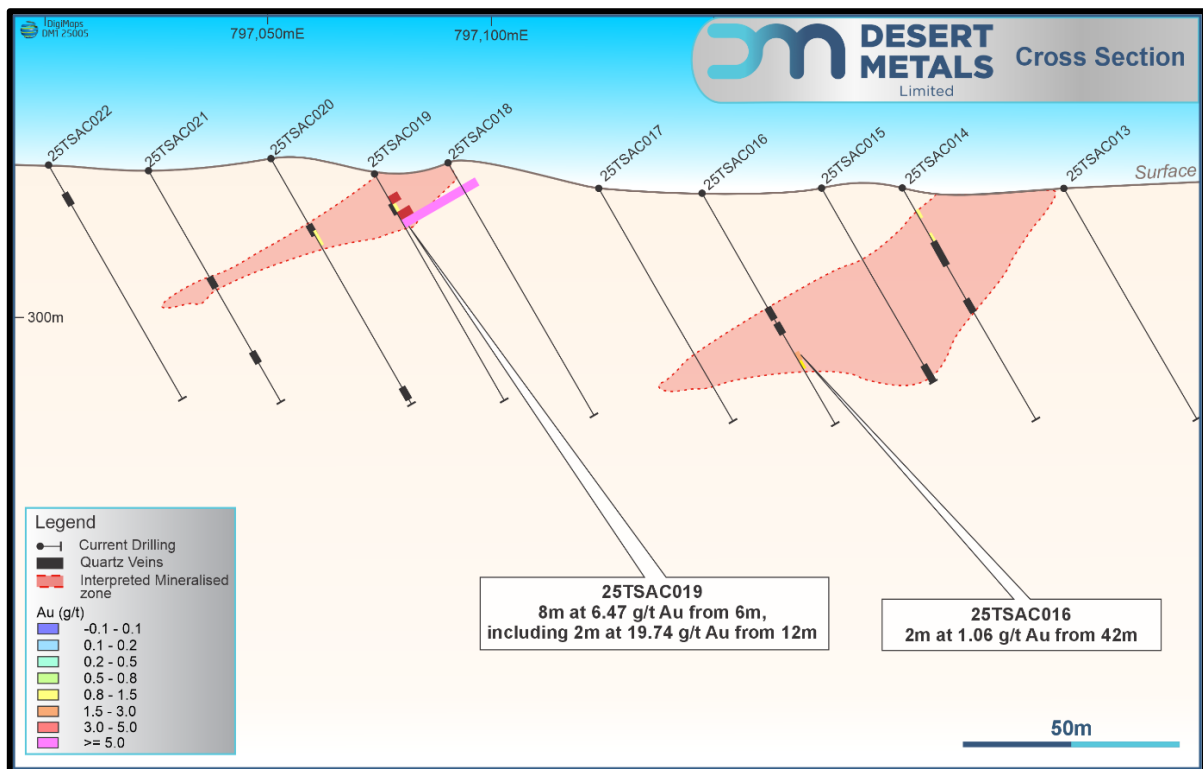 DigiMaps
DM1 25005
797,050mE
797,100mE
DM DESERT
METALS
Limited
Cross Section
25TSAC022
25TSAC021
25TSAC020
25TSAC019
25TSAC018
25TSAC017
25TSAC016
25TSAC015
25TSAC014
25TSAC013
Surface
300m
Legend
Current Drilling
Quartz Veins
Interpreted Mineralised
zone
Au (g/t)
-0.1 - 0.1
0.1 - 0.2
0.2 - 0.5
0.5 - 0.8
0.8 - 1.5
1.5 - 3.0
3.0 - 5.0
>= 5.0
25TSAC019
8m at 6.47 g/t Au from 6m,
including 2m at 19.74 g/t Au from 12m
25TSAC016
2m at 1.06 g/t Au from 42m
50m